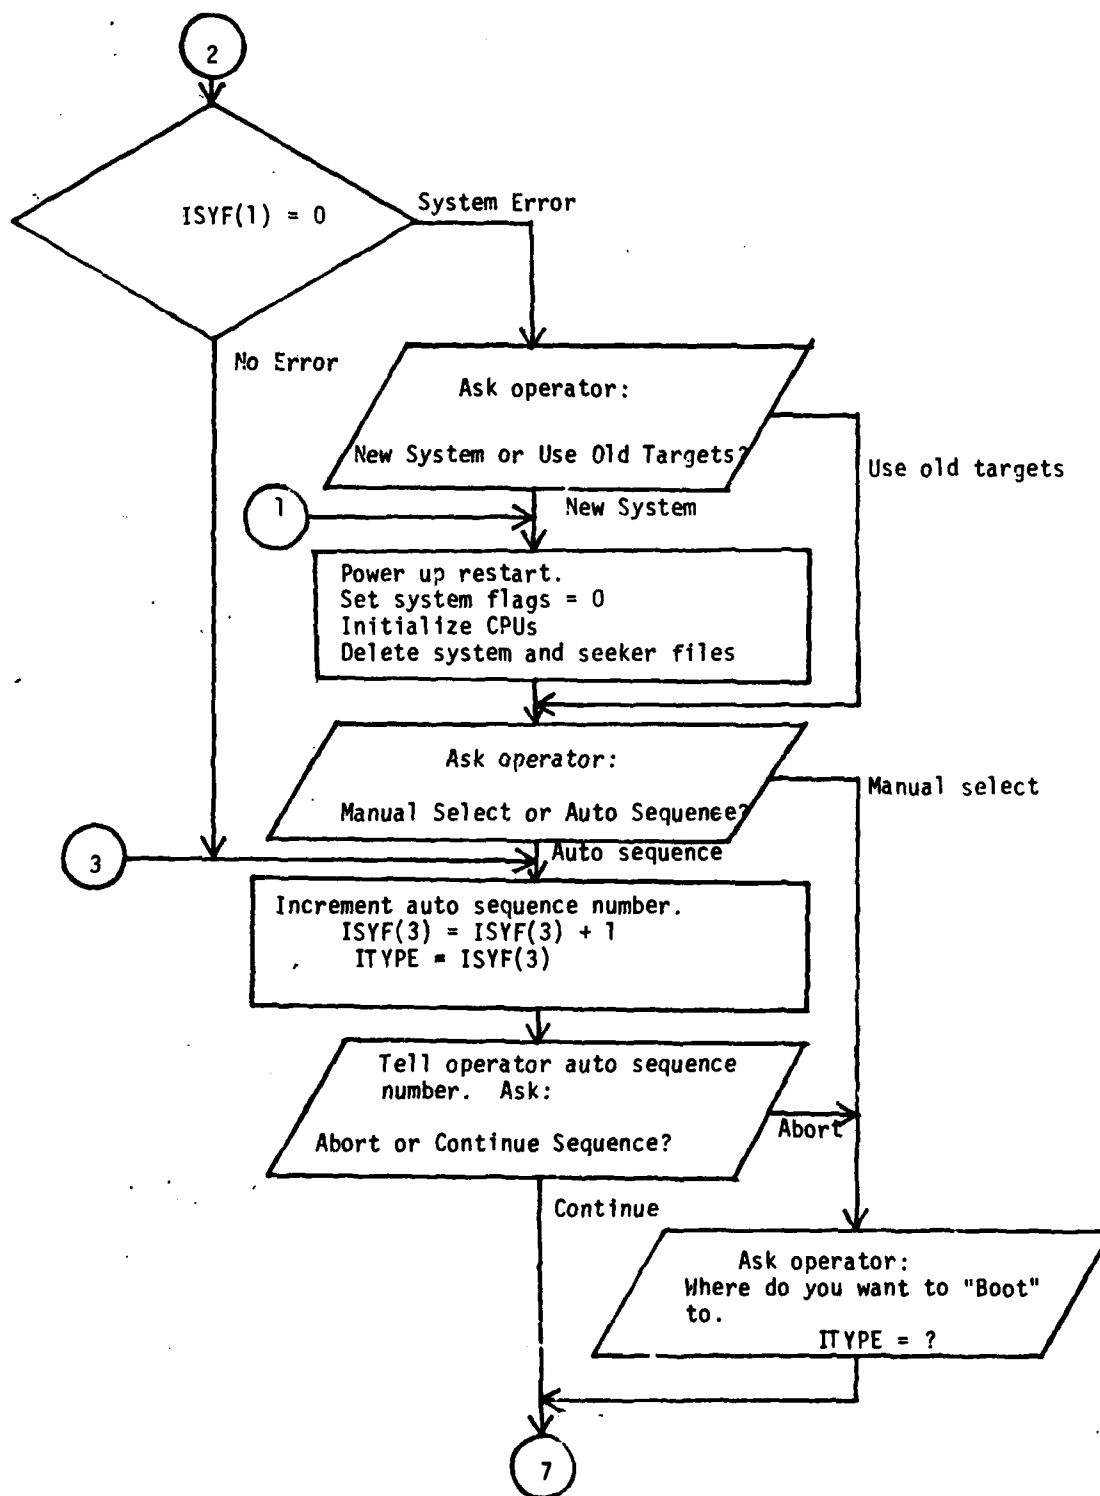 2
ISYF(1) = 0
System Error
No Error
Ask operator:
New System or Use Old Targets?
Use old targets
1
New System
Power up restart.
Set system flags = 0
Initialize CPUs
Delete system and seeker files
Ask operator:
Manual Select or Auto Sequence?
Manual select
3
Auto sequence
Increment auto sequence number.
ISYF(3) = ISYF(3) + 1
ITYPE = ISYF(3)
Tell operator auto sequence
number. Ask:
Abort or Continue Sequence?
Abort
Continue
Ask operator:
Where do you want to "Boot"
to.
ITYPE = ?
7